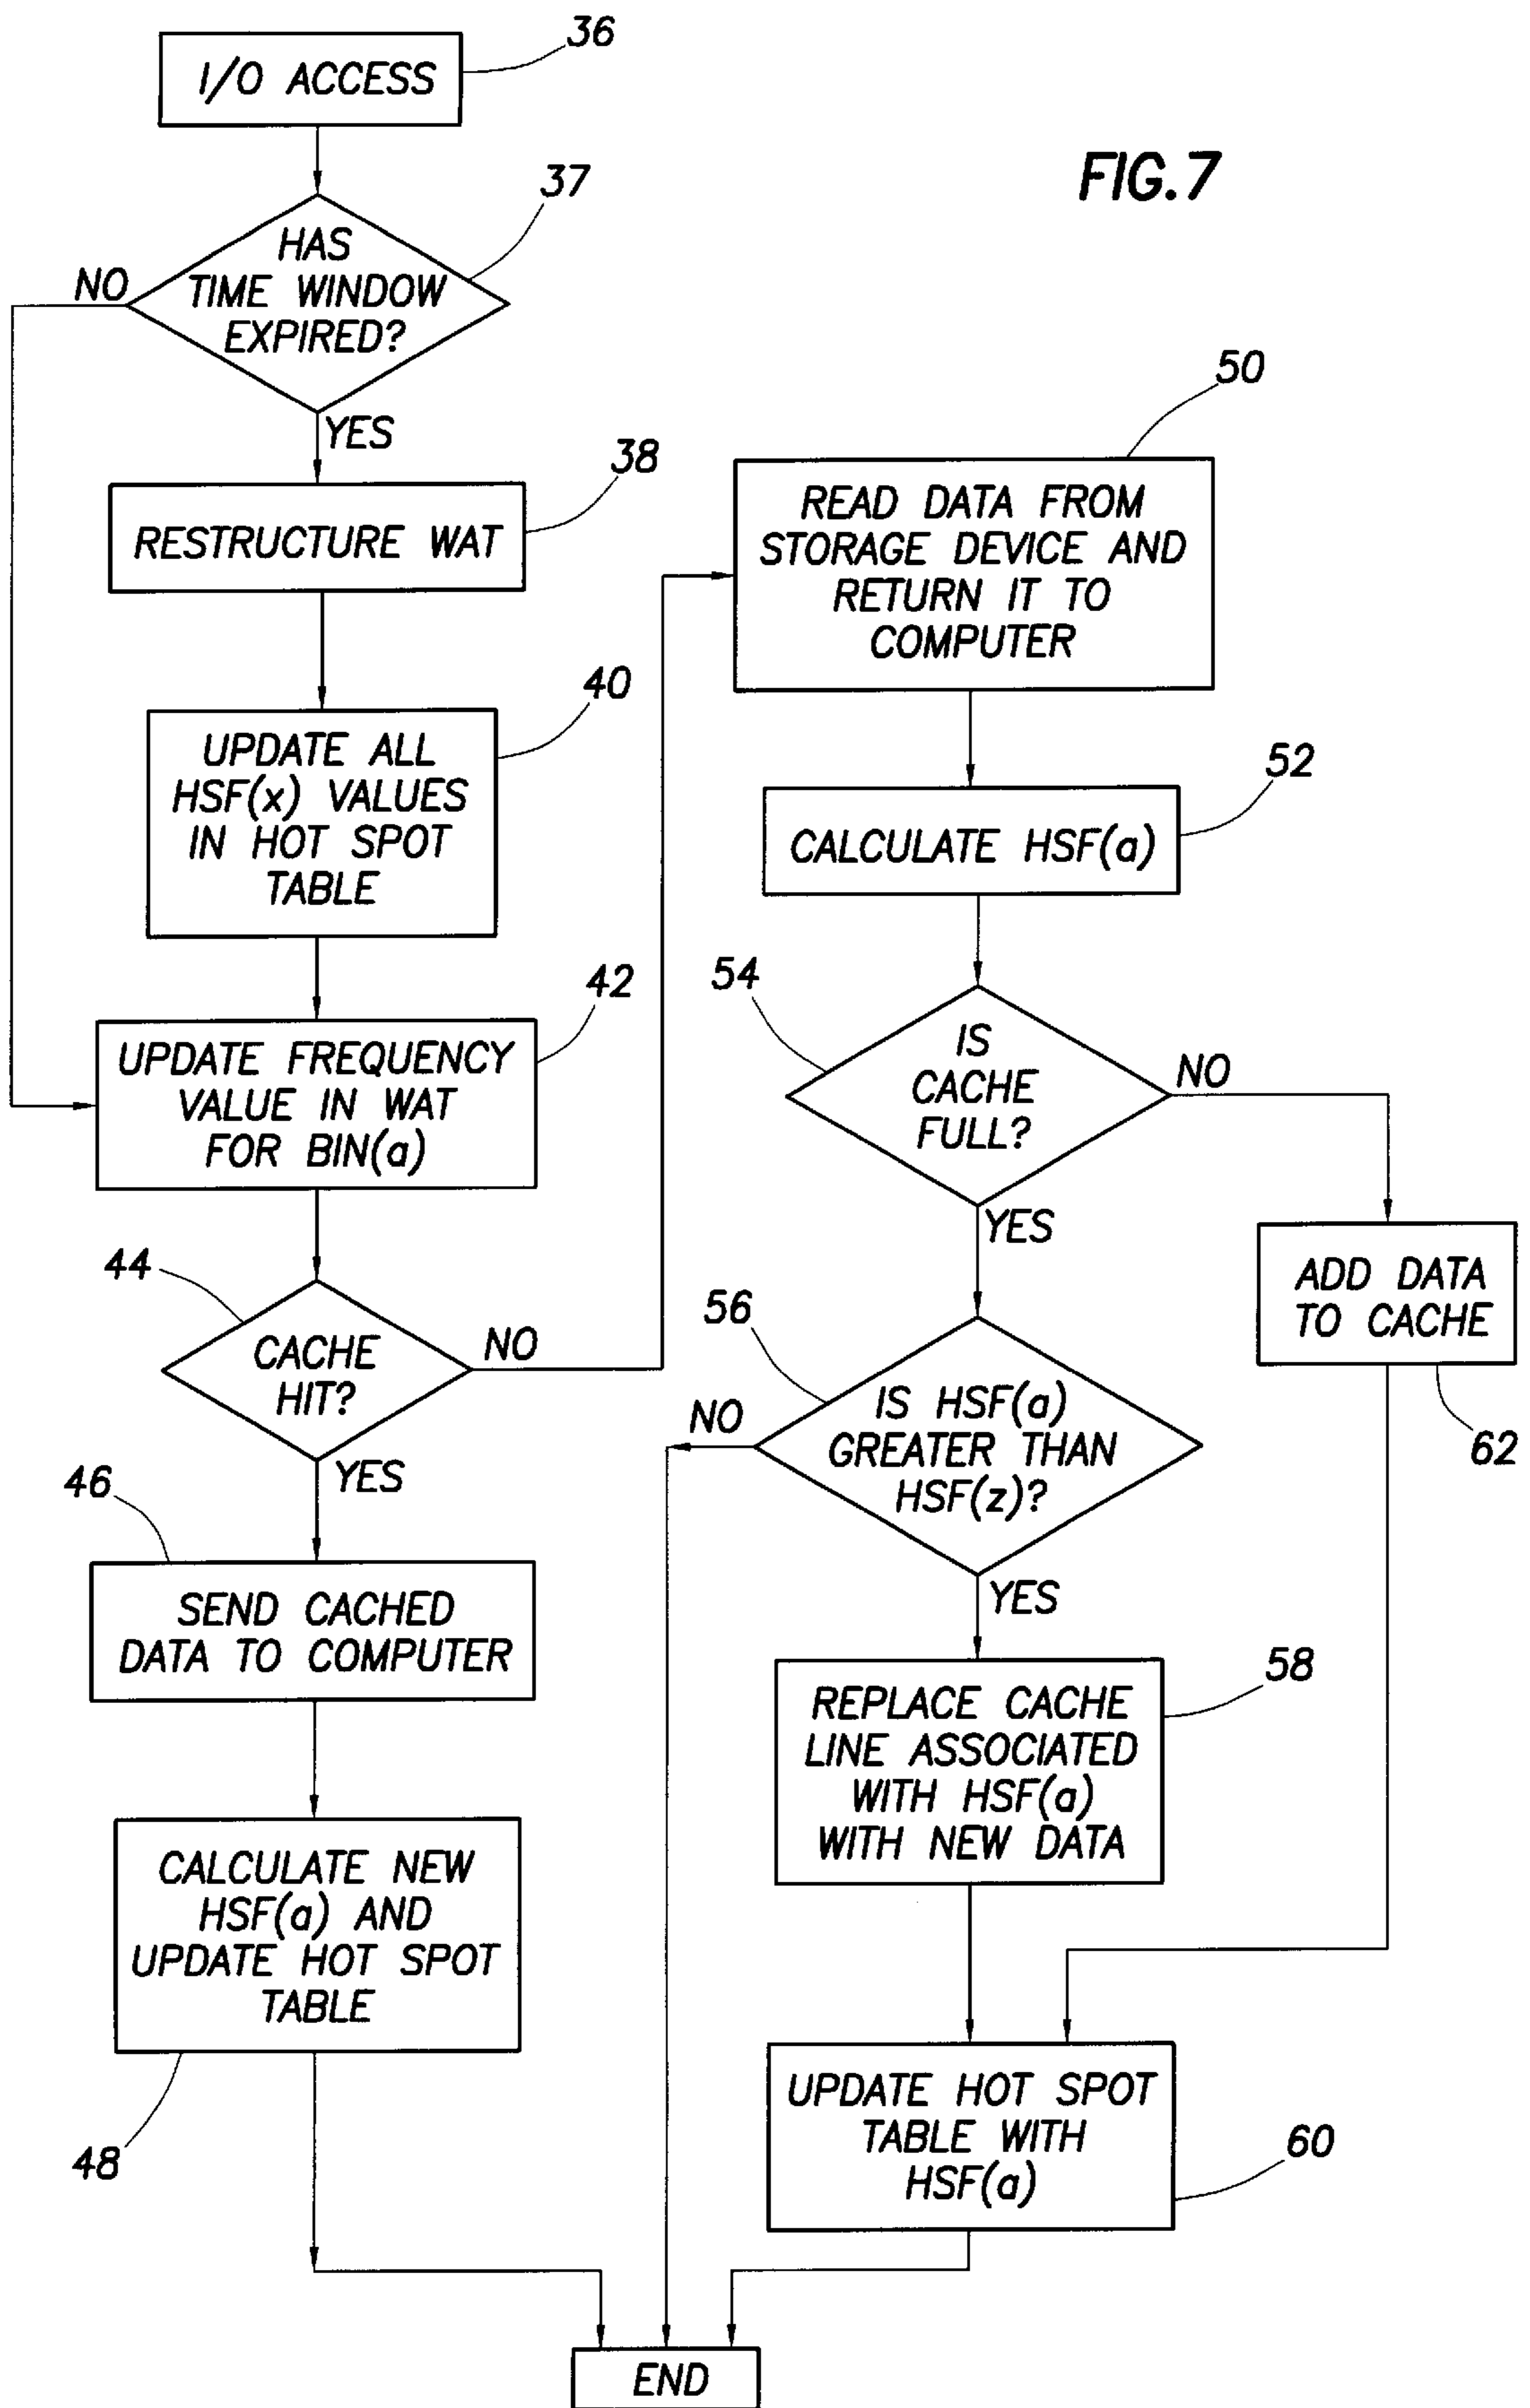 36
I/O ACCESS
FIG.7
37
HAS
TIME WINDOW
EXPIRED?
NO
YES
38
RESTRUCTURE WAT
40
UPDATE ALL
HSF(x) VALUES
IN HOT SPOT
TABLE
42
UPDATE FREQUENCY
VALUE IN WAT
FOR BIN(a)
44
CACHE
HIT?
NO
YES
46
SEND CACHED
DATA TO COMPUTER
CALCULATE NEW
HSF(a) AND
UPDATE HOT SPOT
TABLE
48
50
READ DATA FROM
STORAGE DEVICE AND
RETURN IT TO
COMPUTER
52
CALCULATE HSF(a)
54
IS
CACHE
FULL?
NO
YES
ADD DATA
TO CACHE
62
56
IS HSF(a)
GREATER THAN
HSF(z)?
NO
YES
58
REPLACE CACHE
LINE ASSOCIATED
WITH HSF(a)
WITH NEW DATA
UPDATE HOT SPOT
TABLE WITH
HSF(a)
60
END